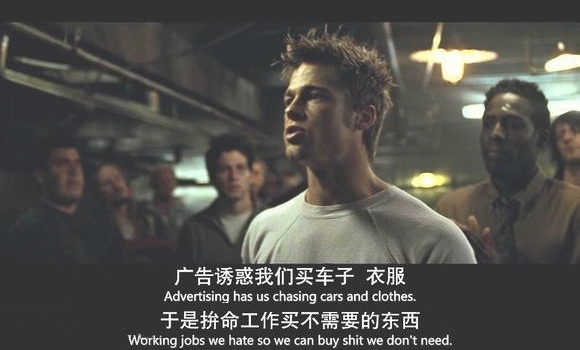 广告诱惑我们买车子 衣服
Advertising has us chasing cars and clothes.
于是拚命工作买不需要的东西
Working jobs we hate so we can buy shit we don't need.